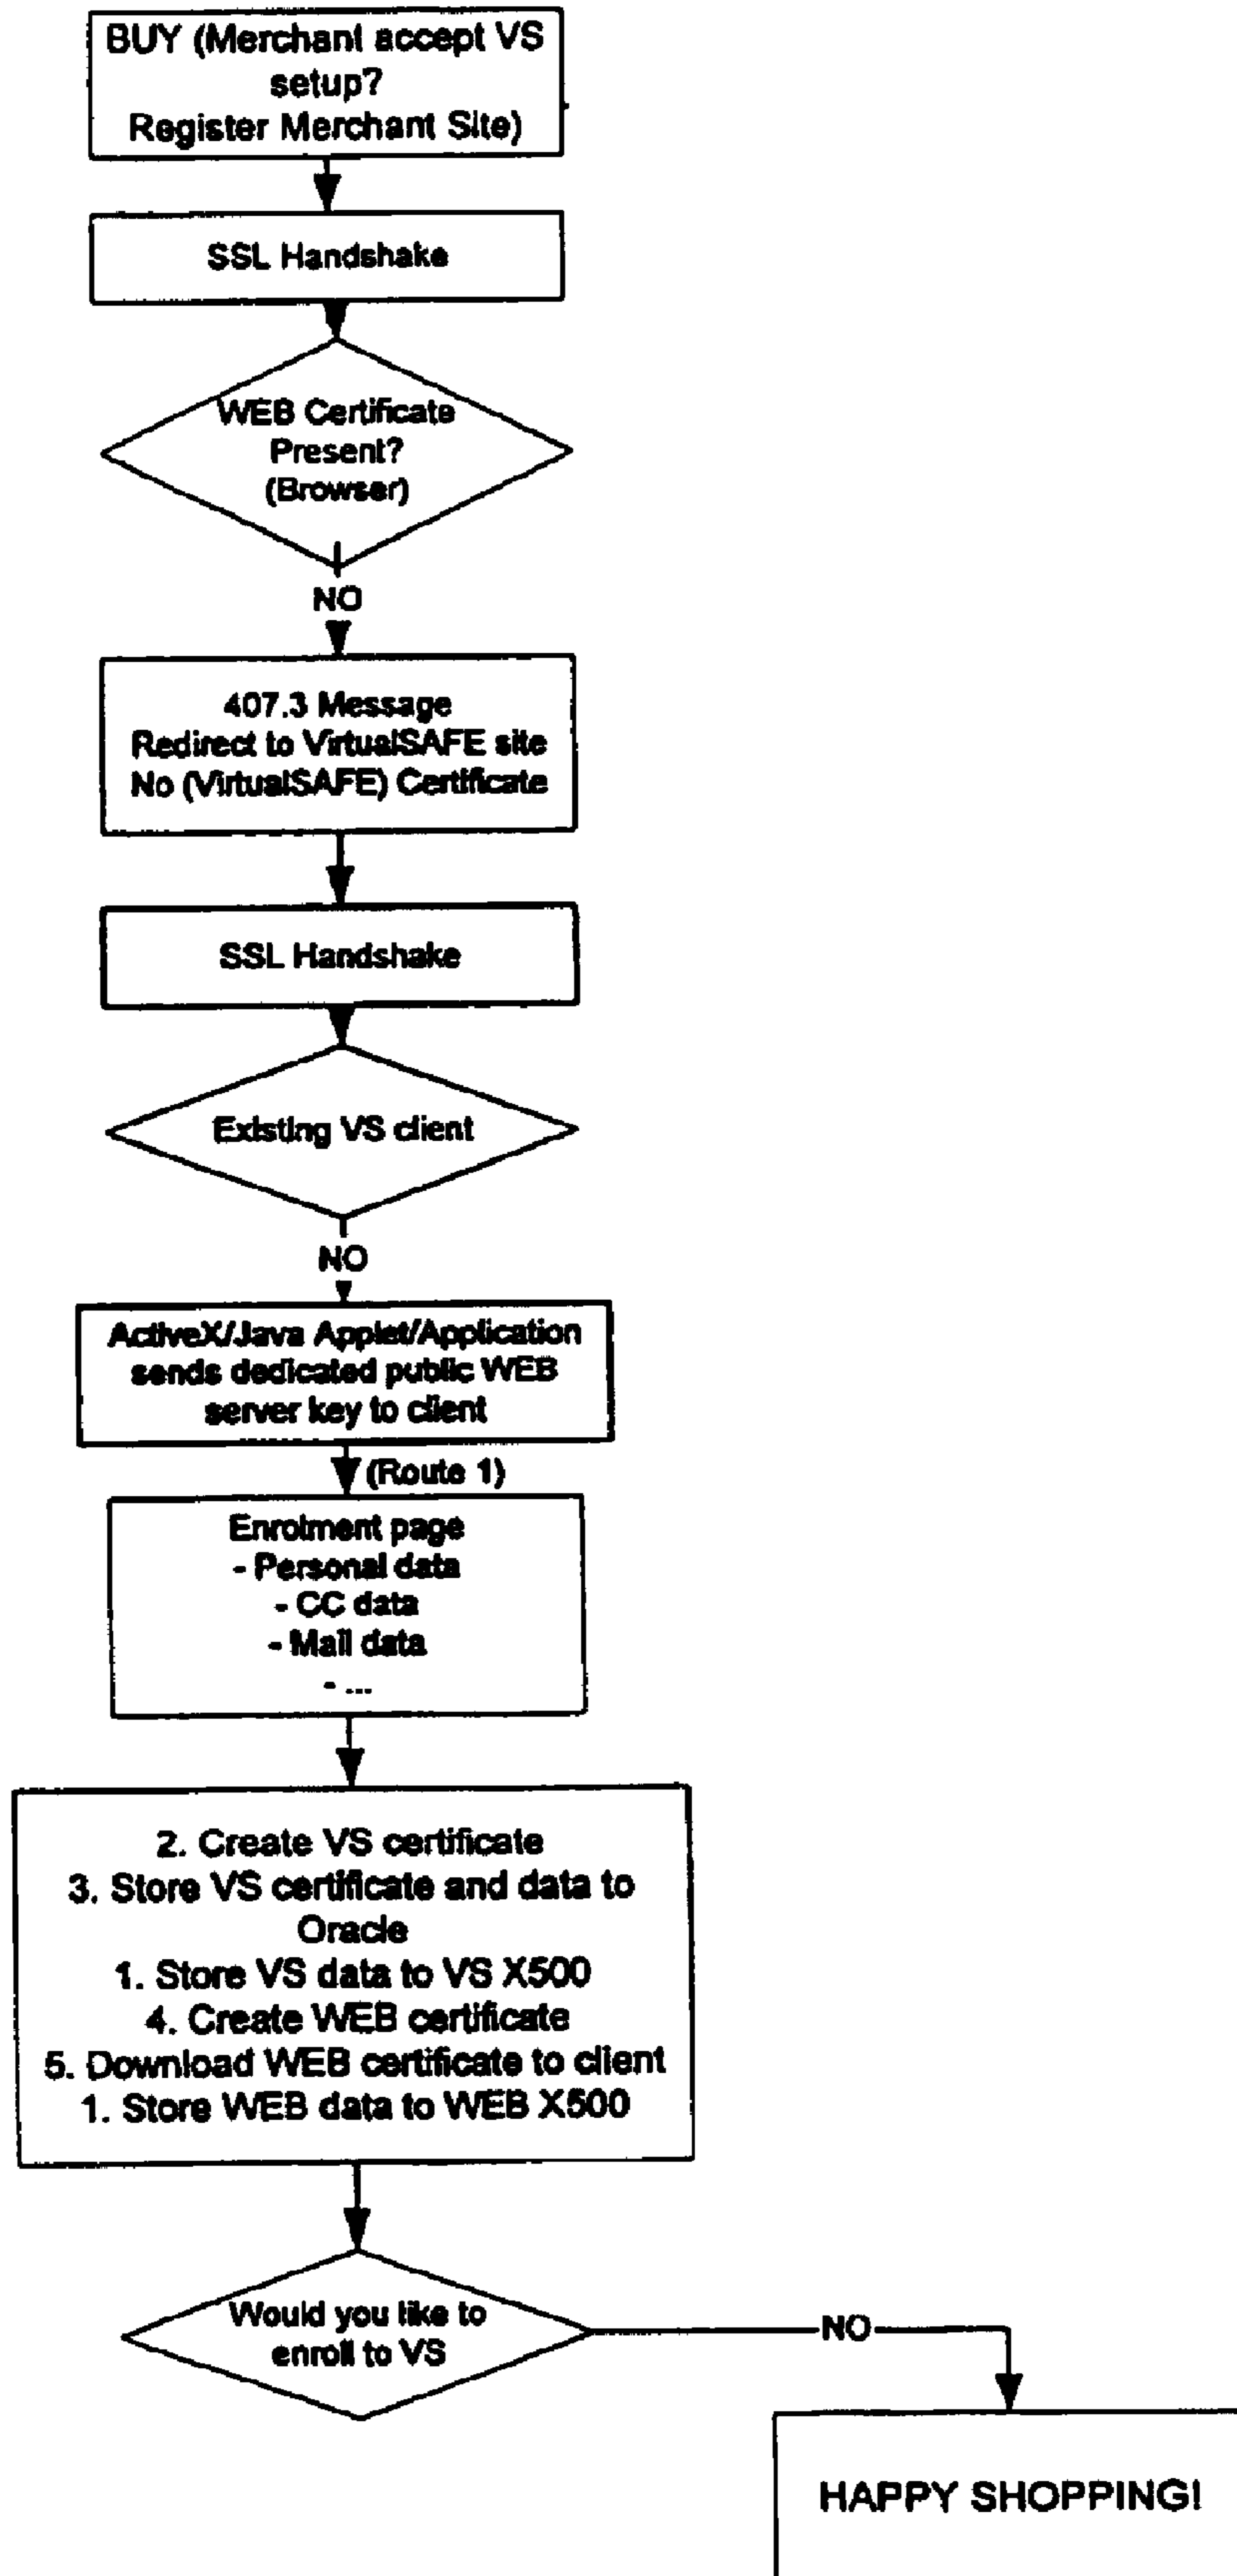 BUY (Merchant accept VS
setup?
Register Merchant Site)
SSL Handshake
WEB Certificate
Present?
(Browser)
NO
407.3 Message
Redirect to VirtualSAFE site
No (VirtualSAFE) Certificate
SSL Handshake
Existing VS client
NO
ActiveX/Java Applet/Application
sends dedicated public WEB
server key to client
(Route 1)
Enrolment page
- Personal data
- CC data
- Mail data
- ...
2. Create VS certificate
3. Store VS certificate and data to
Oracle
1. Store VS data to VS X500
4. Create WEB certificate
5. Download WEB certificate to client
1. Store WEB data to WEB X500
Would you like to
enroll to VS
NO
HAPPY SHOPPING!